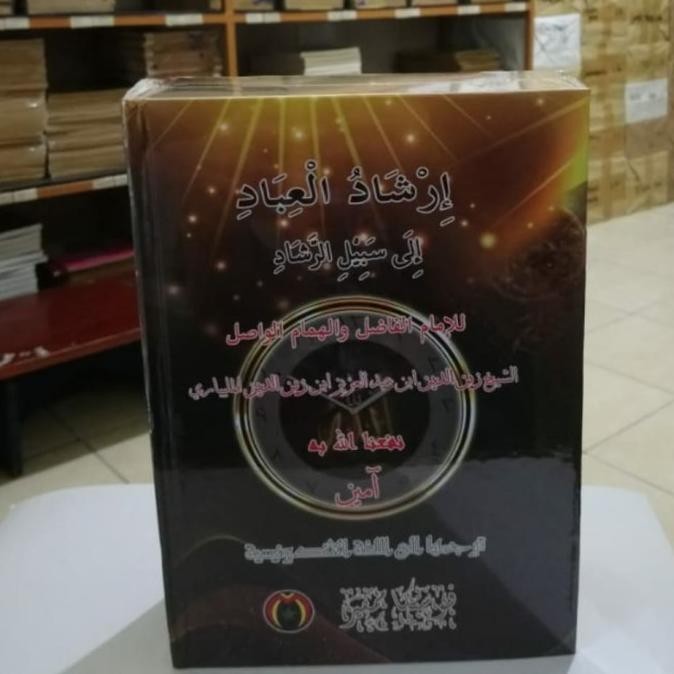 إِرْشَادُ الْعِبَادِ
إِلَى سَبِيْلِ الرَّشَادِ
للإمام الفاضل والهمام الواصل
الشيخ زين الدين ابن عبد العزيز ابن زين الدين المليباري
نفعنا الله به
آمين